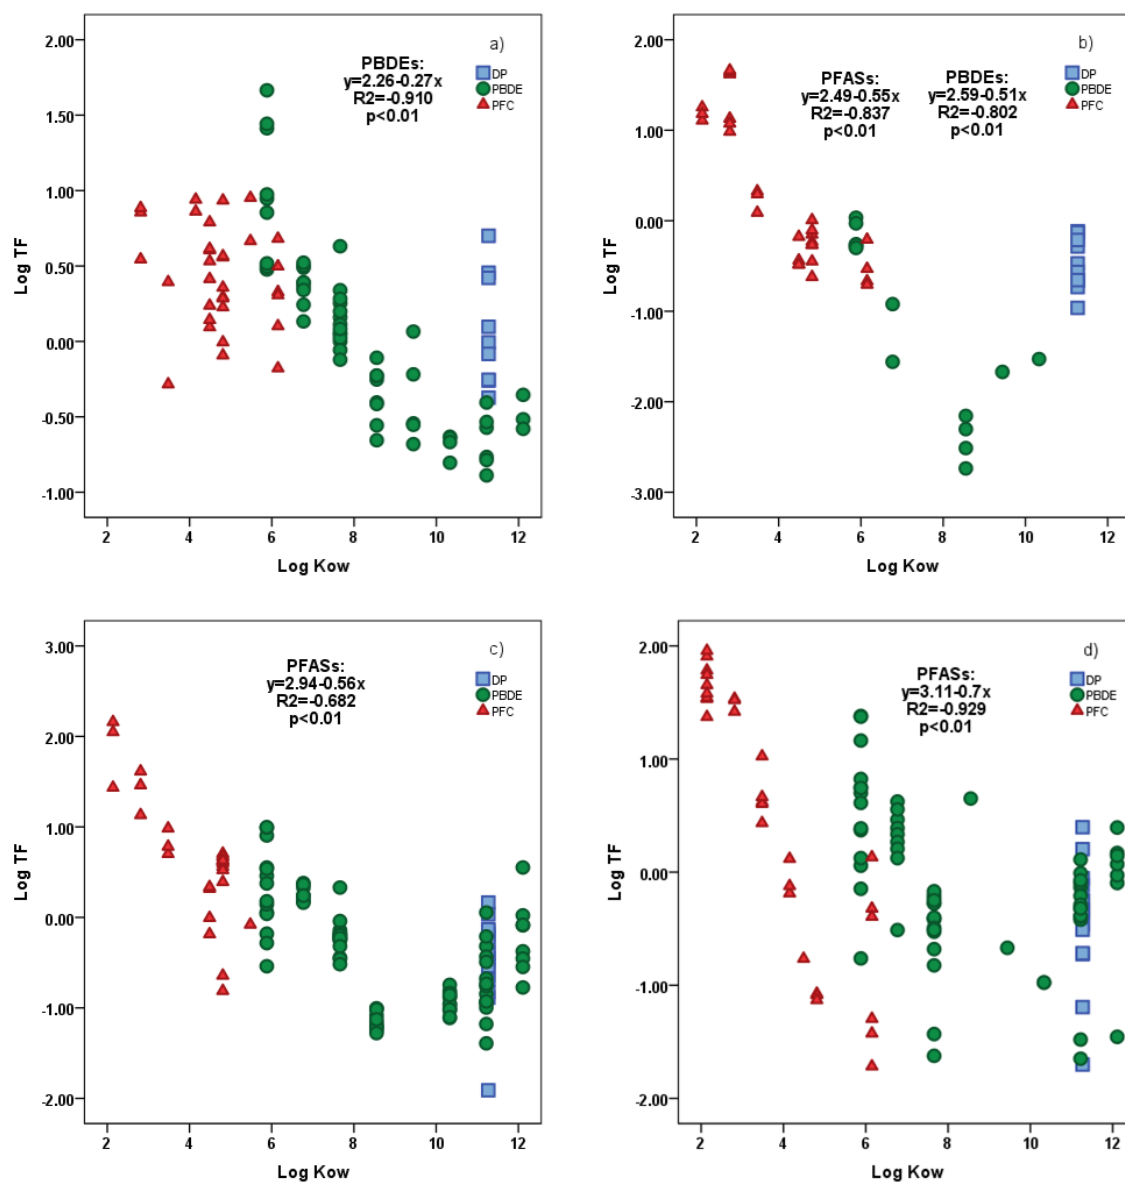 a)
PBDEs:
y=2.26-0.27x
R2=-0.910
p<0.01
DP
PBDE
PFC
2.00
1.50
1.00
0.50
0.00
-0.50
-1.00
Log TF
2 4 6 8 10 12
Log Kow
b)
PFASs:
y=2.49-0.55x
R2=-0.837
p<0.01
PBDEs:
y=2.59-0.51x
R2=-0.802
p<0.01
DP
PBDE
PFC
2.00
1.00
0.00
-1.00
-2.00
-3.00
Log TF
2 4 6 8 10 12
Log Kow
c)
PFASs:
y=2.94-0.56x
R2=-0.682
p<0.01
DP
PBDE
PFC
3.00
2.00
1.00
0.00
-1.00
-2.00
Log TF
2 4 6 8 10 12
Log Kow
d)
PFASs:
y=3.11-0.7x
R2=-0.929
p<0.01
DP
PBDE
PFC
2.00
1.00
0.00
-1.00
-2.00
Log TF
2 4 6 8 10 12
Log Kow